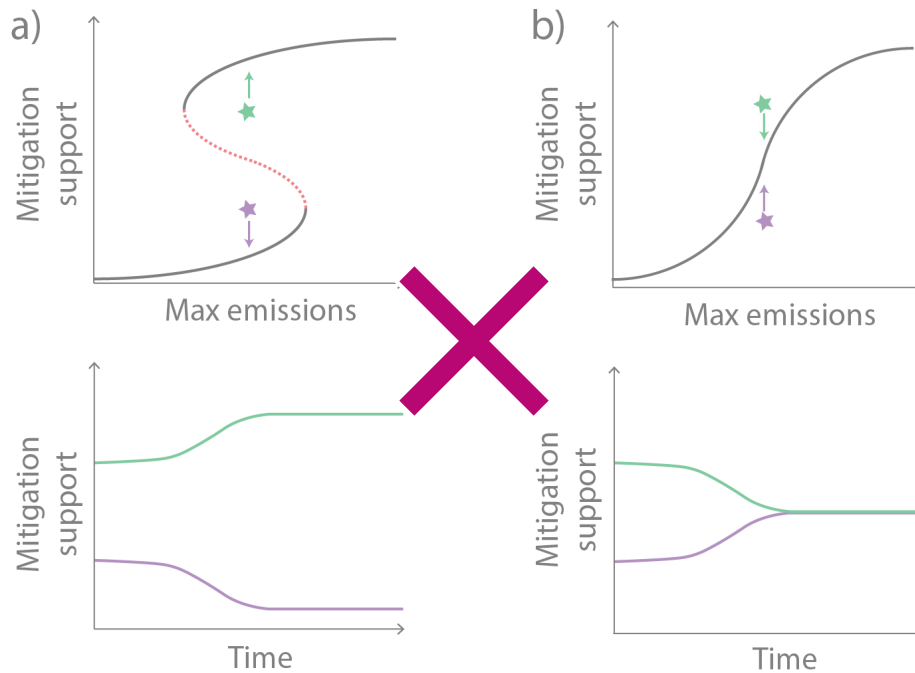 a)
Mitigation
support
Max emissions
b)
Mitigation
support
Max emissions
Mitigation
support
Time
Mitigation
support
Time